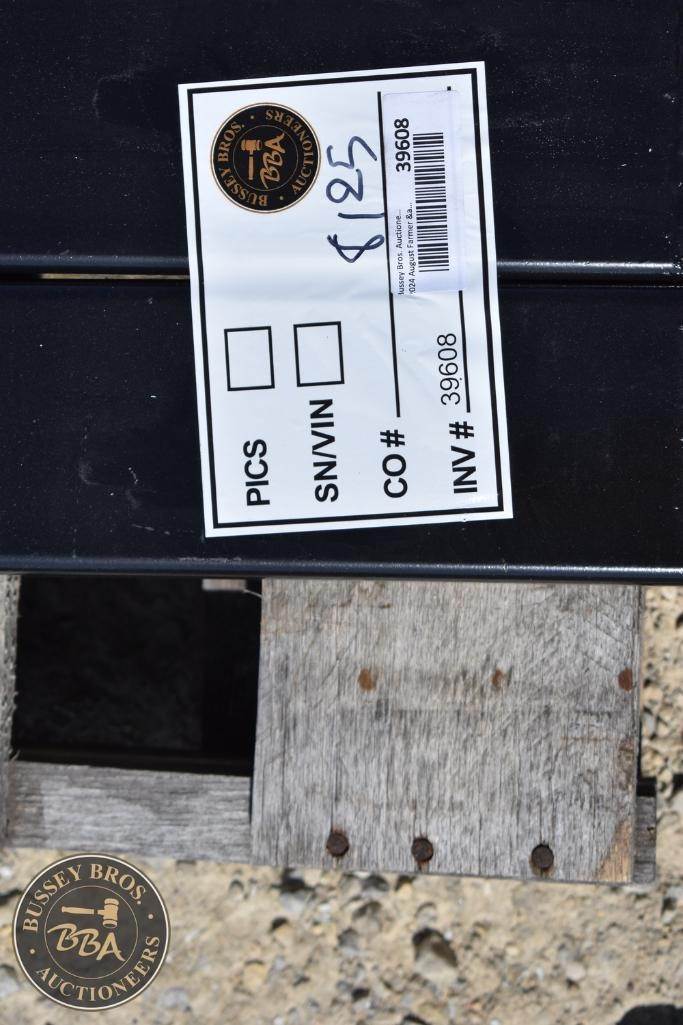 BUSSEY BROS. AUCTIONEERS
BBA
8125
PICS
SN/VIN
CO #
INV # 39608
Bussey Bros. Auctione...
2024 August Farmer &a...
39608
BUSSEY BROS.
BBA
AUCTIONEERS